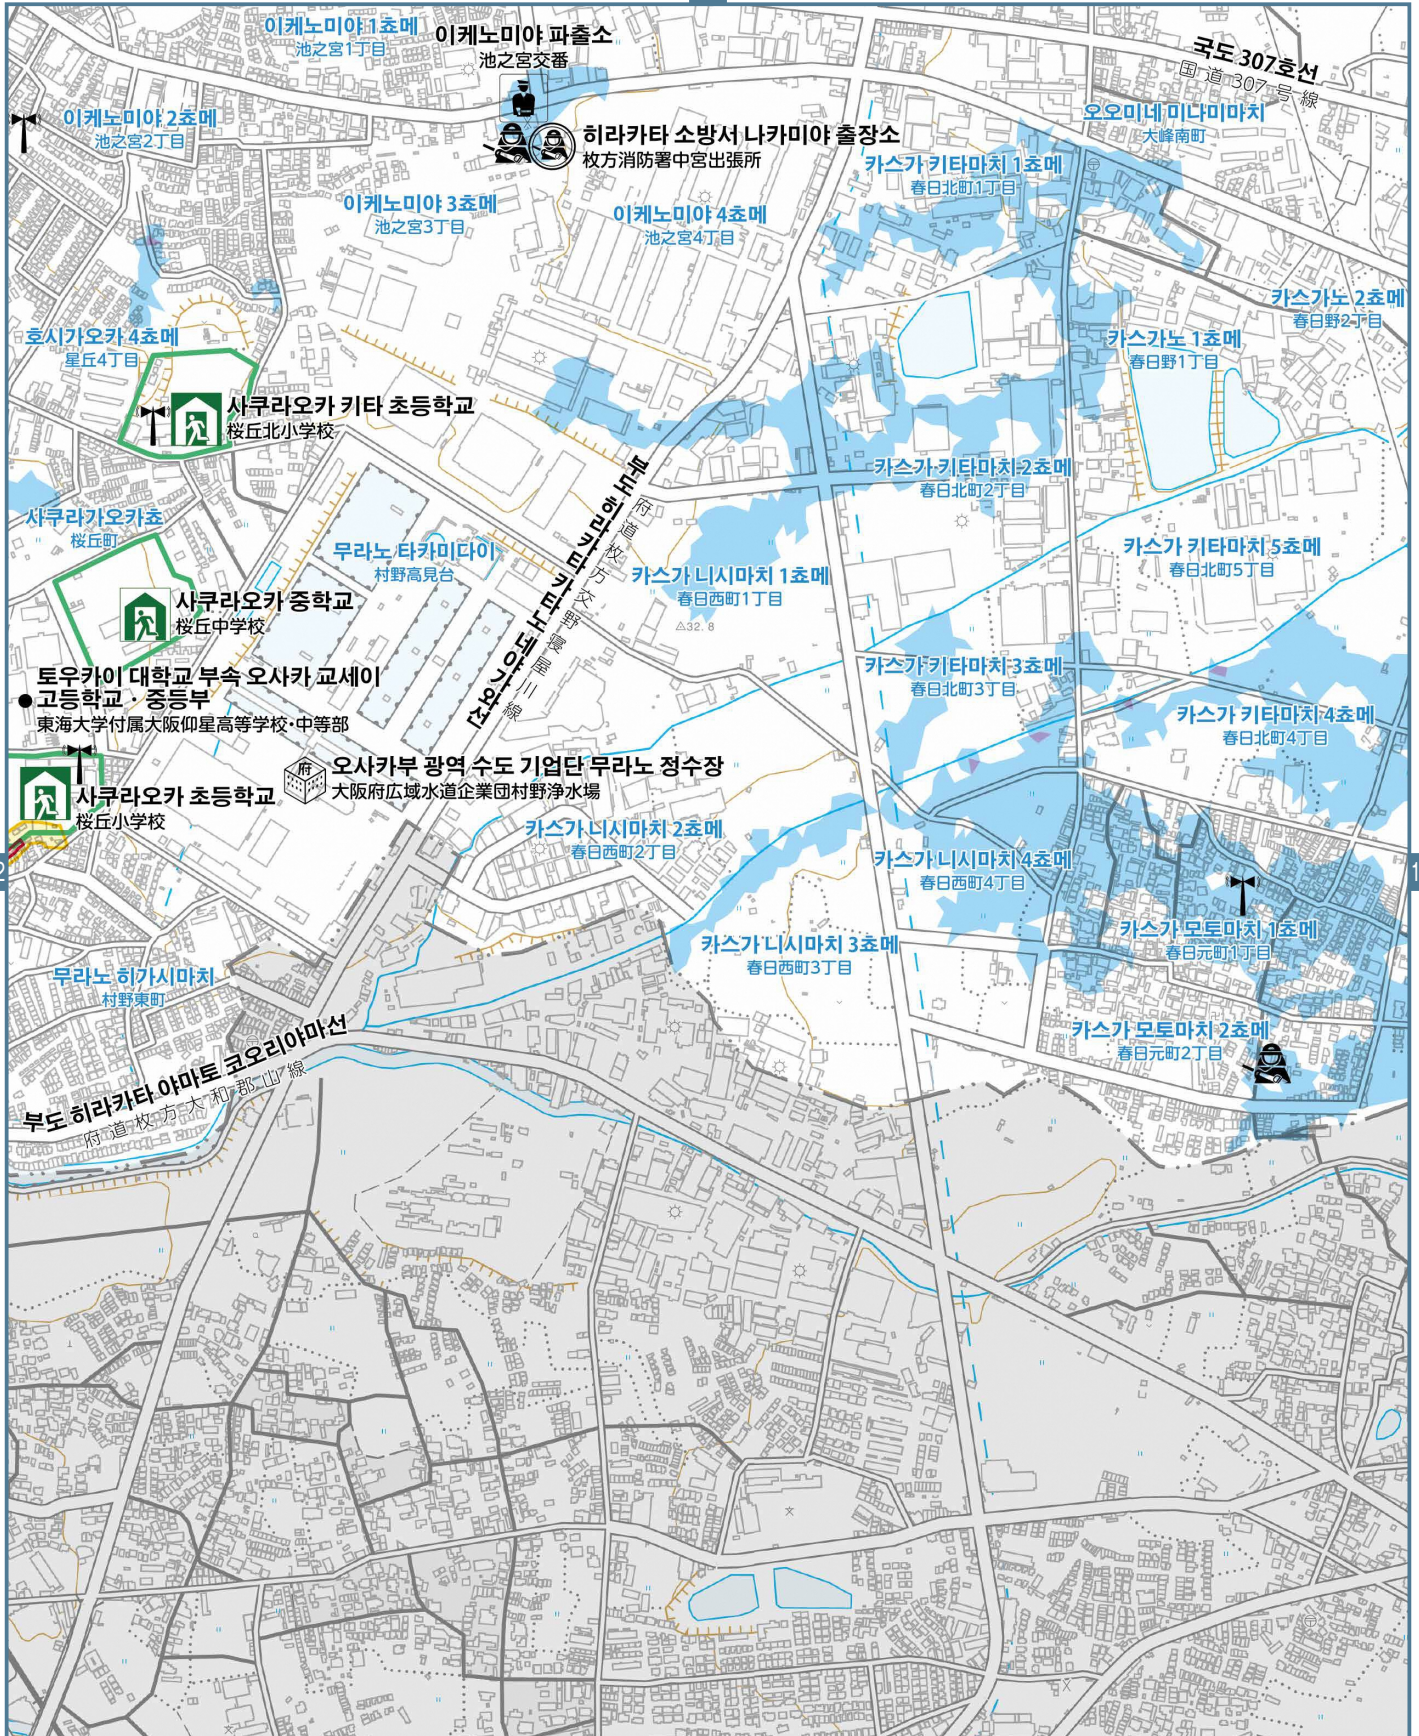 이케노미야 1쵸메
池之宮1丁目
이케노미야 파출소
池之宮交番
국도 307호선
国道307号線
이케노미야 2쵸메
池之宮2丁目
오오미네 미나미마치
大峰南町
히라카타 소방서 나카미야 출장소
枚方消防署中宮出張所
카스가 키타마치 1쵸메
春日北町1丁目
이케노미야 3쵸메
池之宮3丁目
이케노미야 4쵸메
池之宮4丁目
카스가노 2쵸메
春日野2丁目
호시가오카 4쵸메
星丘4丁目
카스가노 1쵸메
春日野1丁目
사쿠라오카 키타 초등학교
桜丘北小学校
카스가 키타마치 2쵸메
春日北町2丁目
부도 히라카타 카타노 네야가와선
府道枚方交野寝屋川線
사쿠라가오카쵸
桜丘町
무라노 타카미다이
村野高見台
카스가 키타마치 5쵸메
春日北町5丁目
카스가 니시마치 1쵸메
春日西町1丁目
△32.8
사쿠라오카 중학교
桜丘中学校
카스가 키타마치 3쵸메
春日北町3丁目
토우카이 대학교 부속 오사카 교세이
고등학교 · 중등부
東海大学付属大阪仰星高等学校・中等部
카스가 키타마치 4쵸메
春日北町4丁目
府
오사카부 광역 수도 기업단 무라노 정수장
大阪府広域水道企業団村野浄水場
사쿠라오카 초등학교
桜丘小学校
카스가 니시마치 2쵸메
春日西町2丁目
카스가 니시마치 4쵸메
春日西町4丁目
2
1
카스가 모토마치 1쵸메
春日元町1丁目
카스가 니시마치 3쵸메
春日西町3丁目
무라노 히가시마치
村野東町
카스가 모토마치 2쵸메
春日元町2丁目
부도 히라카타 야마토 코오리야마선
府道枚方大和郡山線